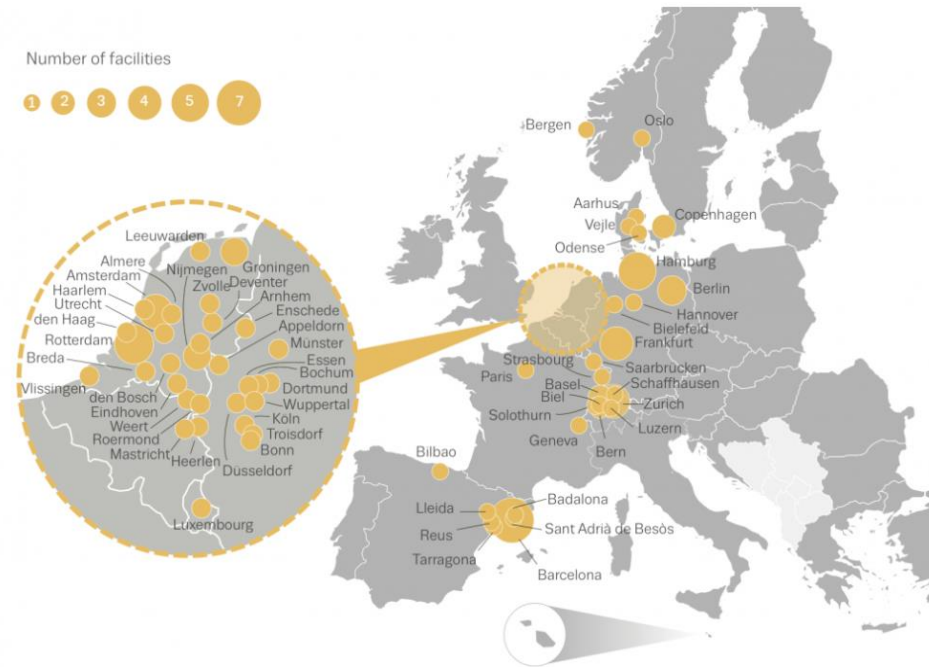 Number of facilities
1 2 3 4 5 7
Bergen
Oslo
Aarhus
Vejle
Odense
Copenhagen
Hamburg
Berlin
Hannover
Bielefeld
Frankfurt
Strasbourg
Saarbrücken
Paris
Basel
Schaffhausen
Biel
Zurich
Solothurn
Luzern
Geneva
Bern
Bilbao
Lleida
Badalona
Reus
Sant Adrià de Besòs
Tarragona
Barcelona
Leeuwarden
Groningen
Almere
Nijmegen
Deventer
Amsterdam
Zvolle
Arnhem
Haarlem
Enschede
Utrecht
Appeldorn
den Haag
Münster
Rotterdam
Essen
Breda
Bochum
Vlissingen
Dortmund
den Bosch
Wuppertal
Eindhoven
Köln
Weert
Troisdorf
Roermond
Bonn
Mastricht
Heerlen
Düsseldorf
Luxembourg